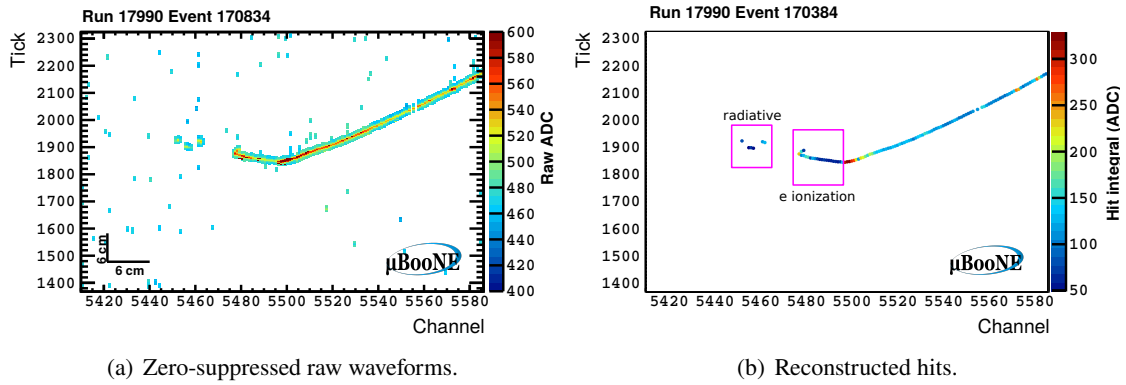 Run 17990 Event 170834
Tick
2300
2200
2100
2000
1900
1800
1700
1600
1500
1400
5420 5440 5460 5480 5500 5520 5540 5560 5580
Channel
6 cm
6 cm
µBooNE
600
580
560
540
520
500
480
460
440
420
400
Raw ADC
(a) Zero-suppressed raw waveforms.
Run 17990 Event 170384
Tick
2300
2200
2100
2000
1900
1800
1700
1600
1500
1400
5420 5440 5460 5480 5500 5520 5540 5560 5580
Channel
radiative
e ionization
µBooNE
300
250
200
150
100
50
Hit integral (ADC)
(b) Reconstructed hits.